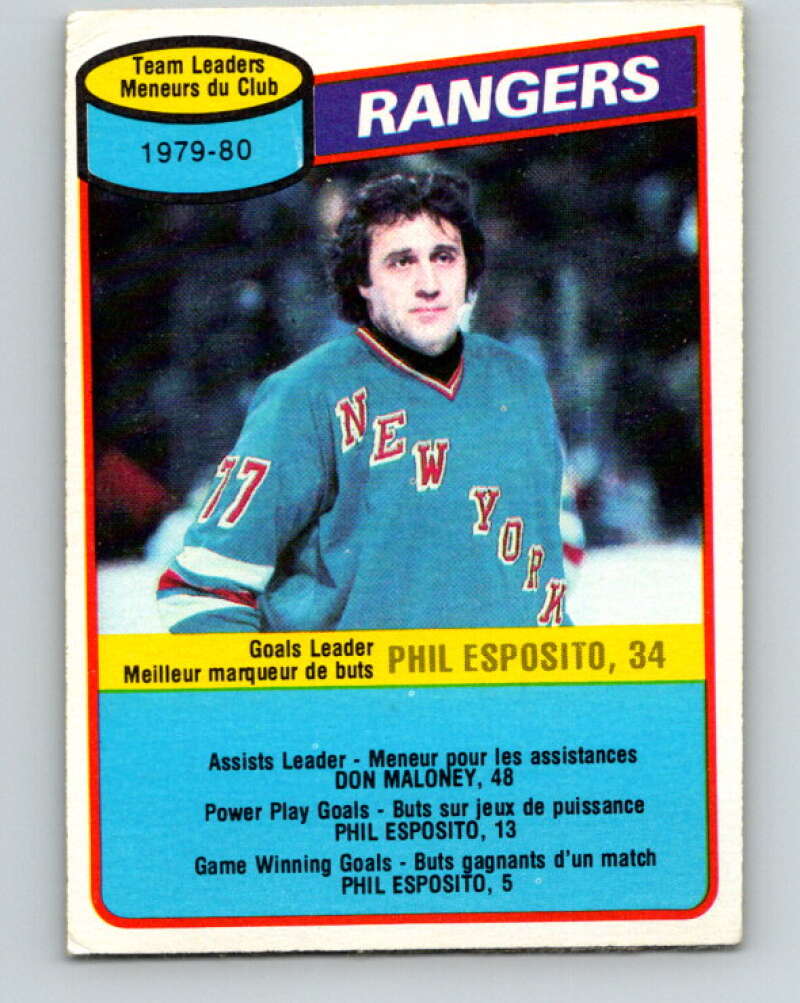 Team Leaders
Meneurs du Club
1979-80
RANGERS
77
NEW
YORK
Goals Leader
Meilleur marqueur de buts
PHIL ESPOSITO, 34
Assists Leader - Meneur pour les assistances
DON MALONEY, 48
Power Play Goals - Buts sur jeux de puissance
PHIL ESPOSITO, 13
Game Winning Goals - Buts gagnants d'un match
PHIL ESPOSITO, 5